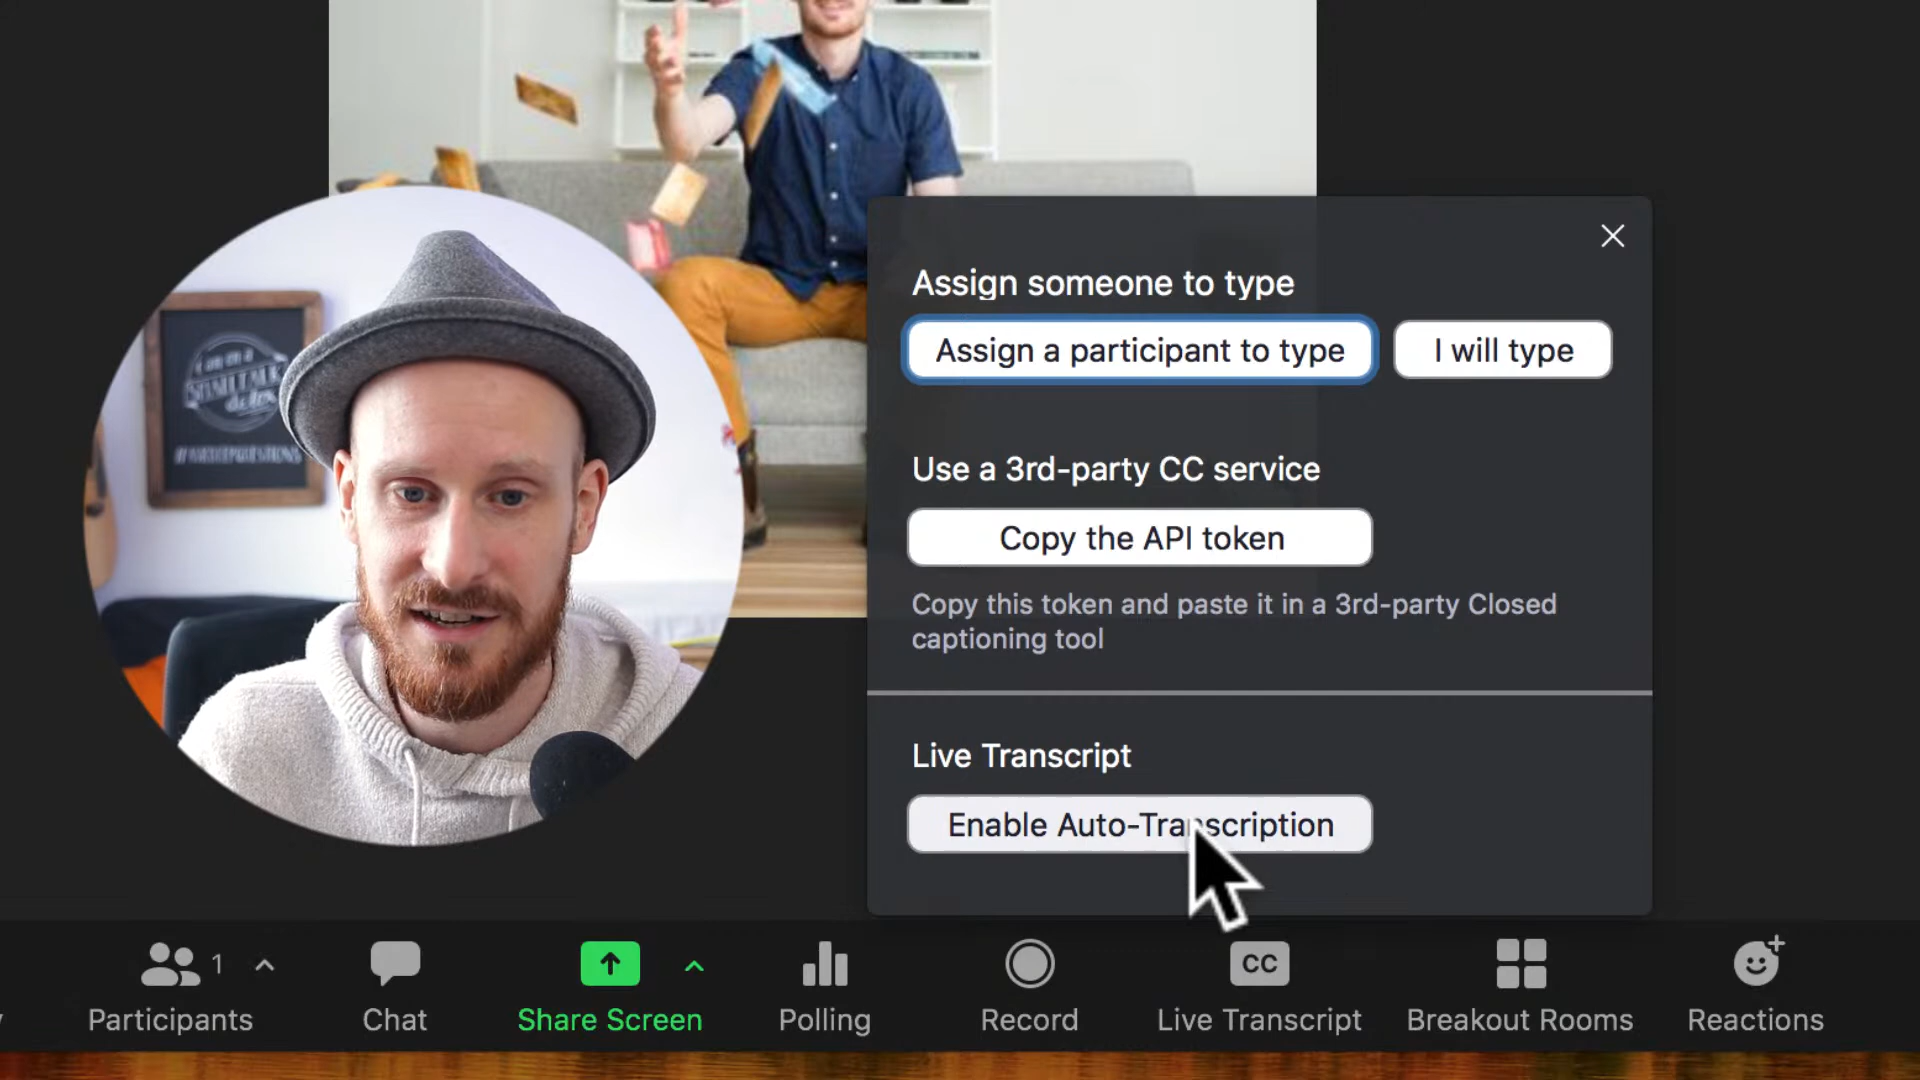 Assign someone to type
Assign a participant to type
I will type
Use a 3rd-party CC service
Copy the API token
Copy this token and paste it in a 3rd-party Closed
captioning tool
Live Transcript
Enable Auto-Transcription
1
CC
Participants
Chat
Share Screen
Polling
Record
Live Transcript
Breakout Rooms
Reactions